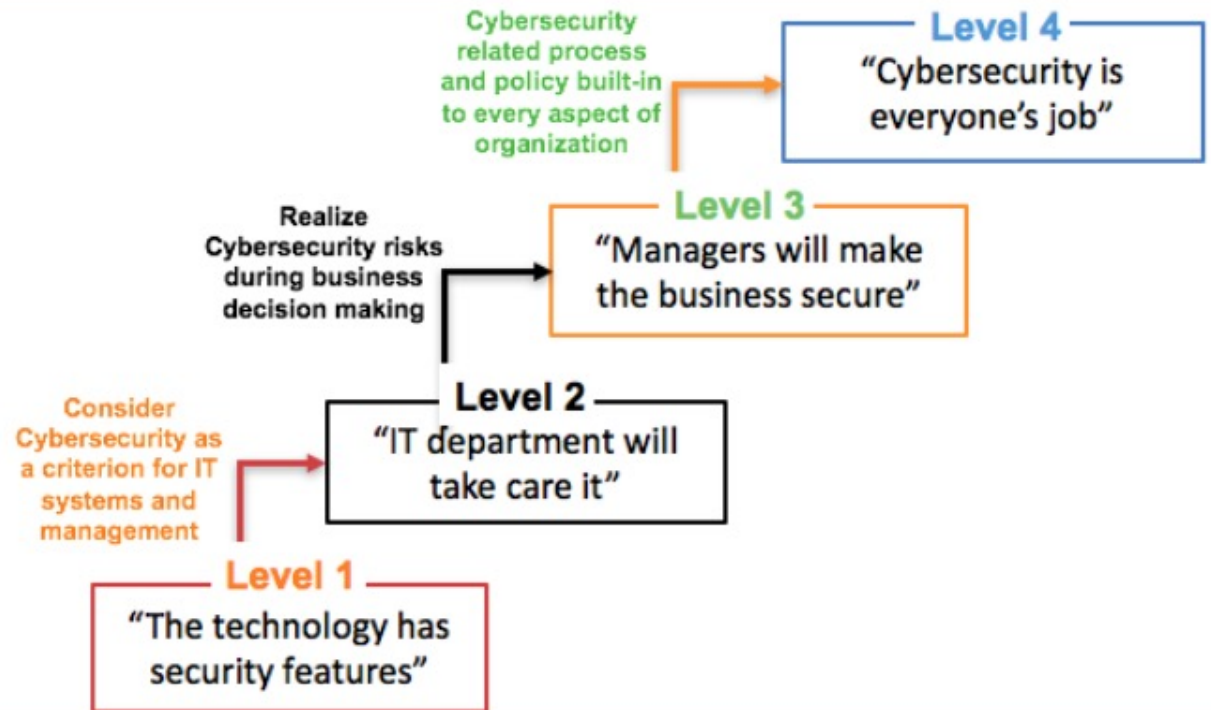 Cybersecurity
related process
and policy built-in
to every aspect of
organization
Level 4
“Cybersecurity is
everyone’s job”
Realize
Cybersecurity risks
during business
decision making
Level 3
“Managers will make
the business secure”
Consider
Cybersecurity as
a criterion for IT
systems and
management
Level 2
“IT department will
take care it”
Level 1
“The technology has
security features”